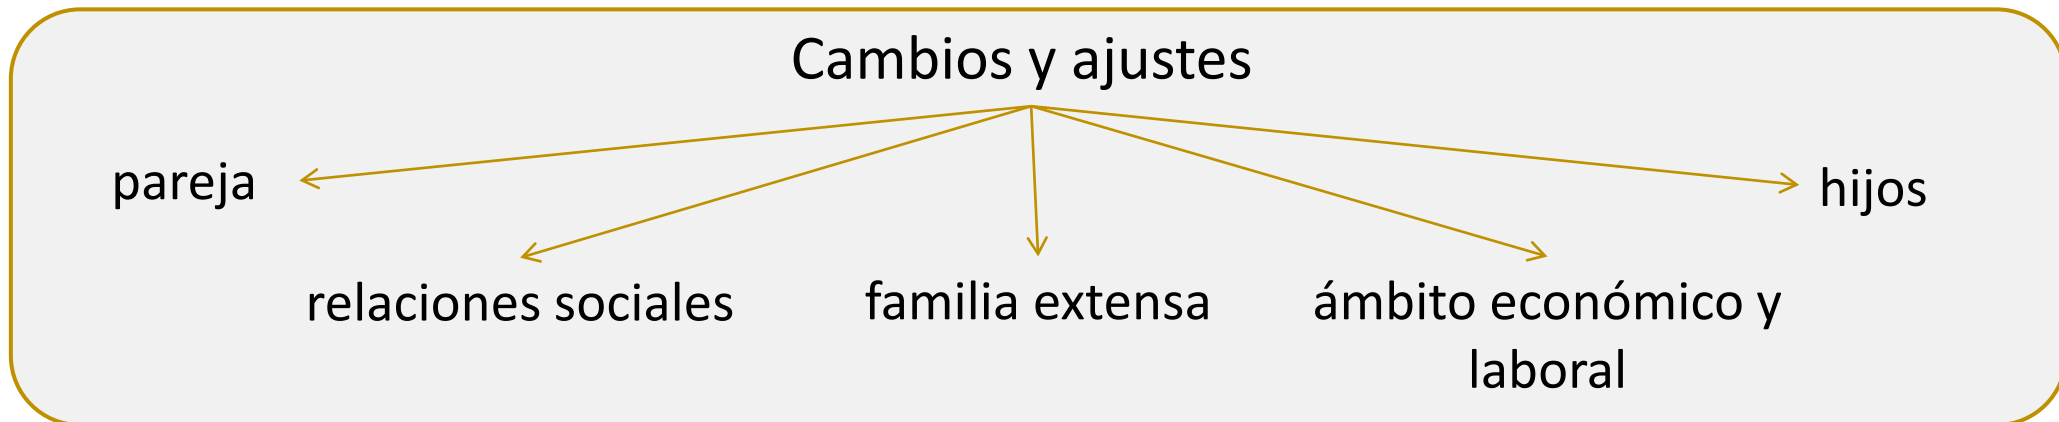 Cambios y ajustes
pareja
hijos
relaciones sociales
familia extensa
ámbito económico y
laboral